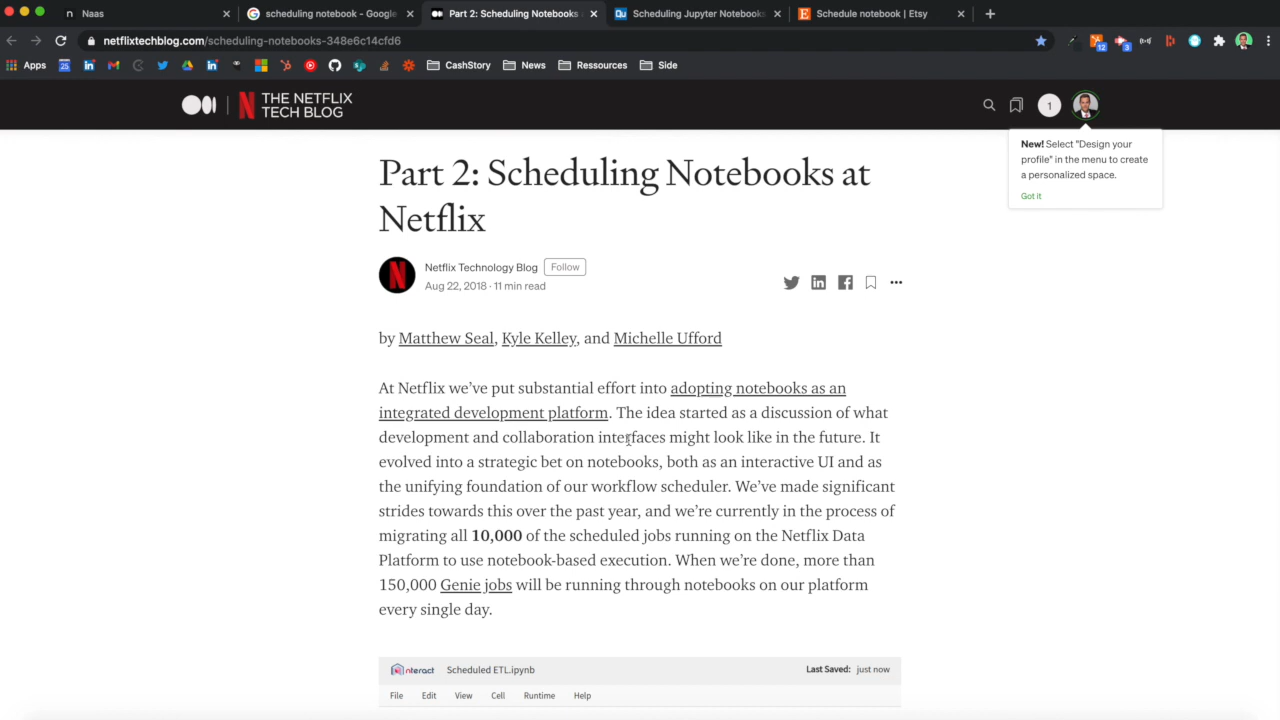 Naas
scheduling notebook - Google
Part 2: Scheduling Notebooks
Scheduling Jupyter Notebooks
Schedule notebook | Etsy
netflixtechblog.com/scheduling-notebooks-348e6c14cfd6
12
3
Apps
25
CashStory
News
Ressources
Side
THE NETFLIX
TECH BLOG
1
New! Select "Design your
profile" in the menu to create
a personalized space.
Got it
Part 2: Scheduling Notebooks at
Netflix
Netflix Technology Blog
Follow
Aug 22, 2018 · 11 min read
by Matthew Seal, Kyle Kelley, and Michelle Ufford
At Netflix we’ve put substantial effort into adopting notebooks as an
integrated development platform. The idea started as a discussion of what
development and collaboration interfaces might look like in the future. It
evolved into a strategic bet on notebooks, both as an interactive UI and as
the unifying foundation of our workflow scheduler. We’ve made significant
strides towards this over the past year, and we’re currently in the process of
migrating all 10,000 of the scheduled jobs running on the Netflix Data
Platform to use notebook-based execution. When we’re done, more than
150,000 Genie jobs will be running through notebooks on our platform
every single day.
nteract
Scheduled ETL.ipynb
Last Saved: just now
File Edit View Cell Runtime Help